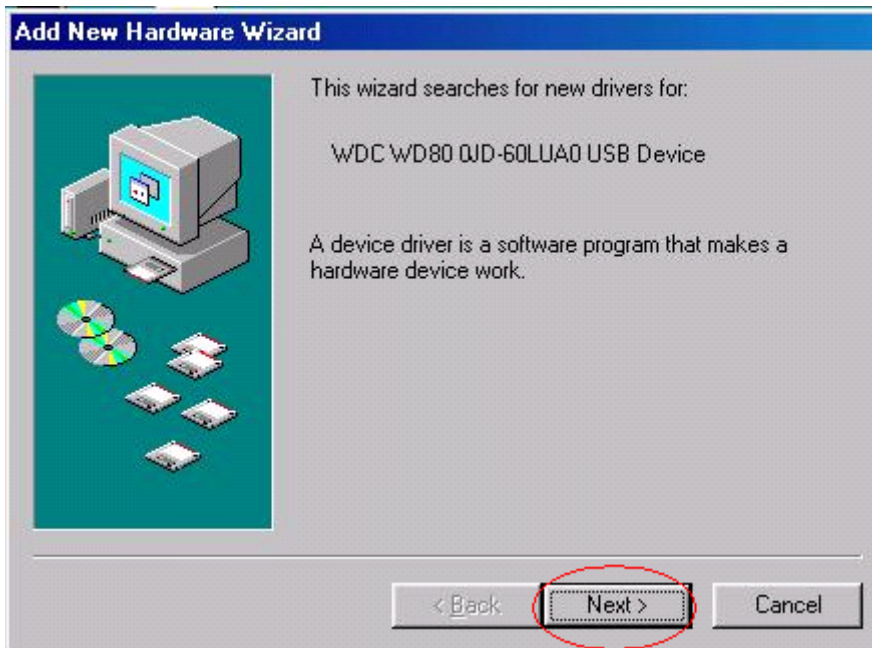 Add New Hardware Wizard
This wizard searches for new drivers for:
WDC WD80 0JD-60LUA0 USB Device
A device driver is a software program that makes a
hardware device work.
< Back Next > Cancel